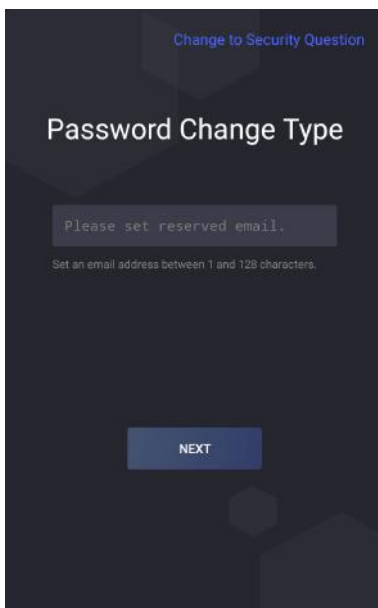 Change to Security Question
Password Change Type
Please set reserved email.
Set an email address between 1 and 128 characters.
NEXT